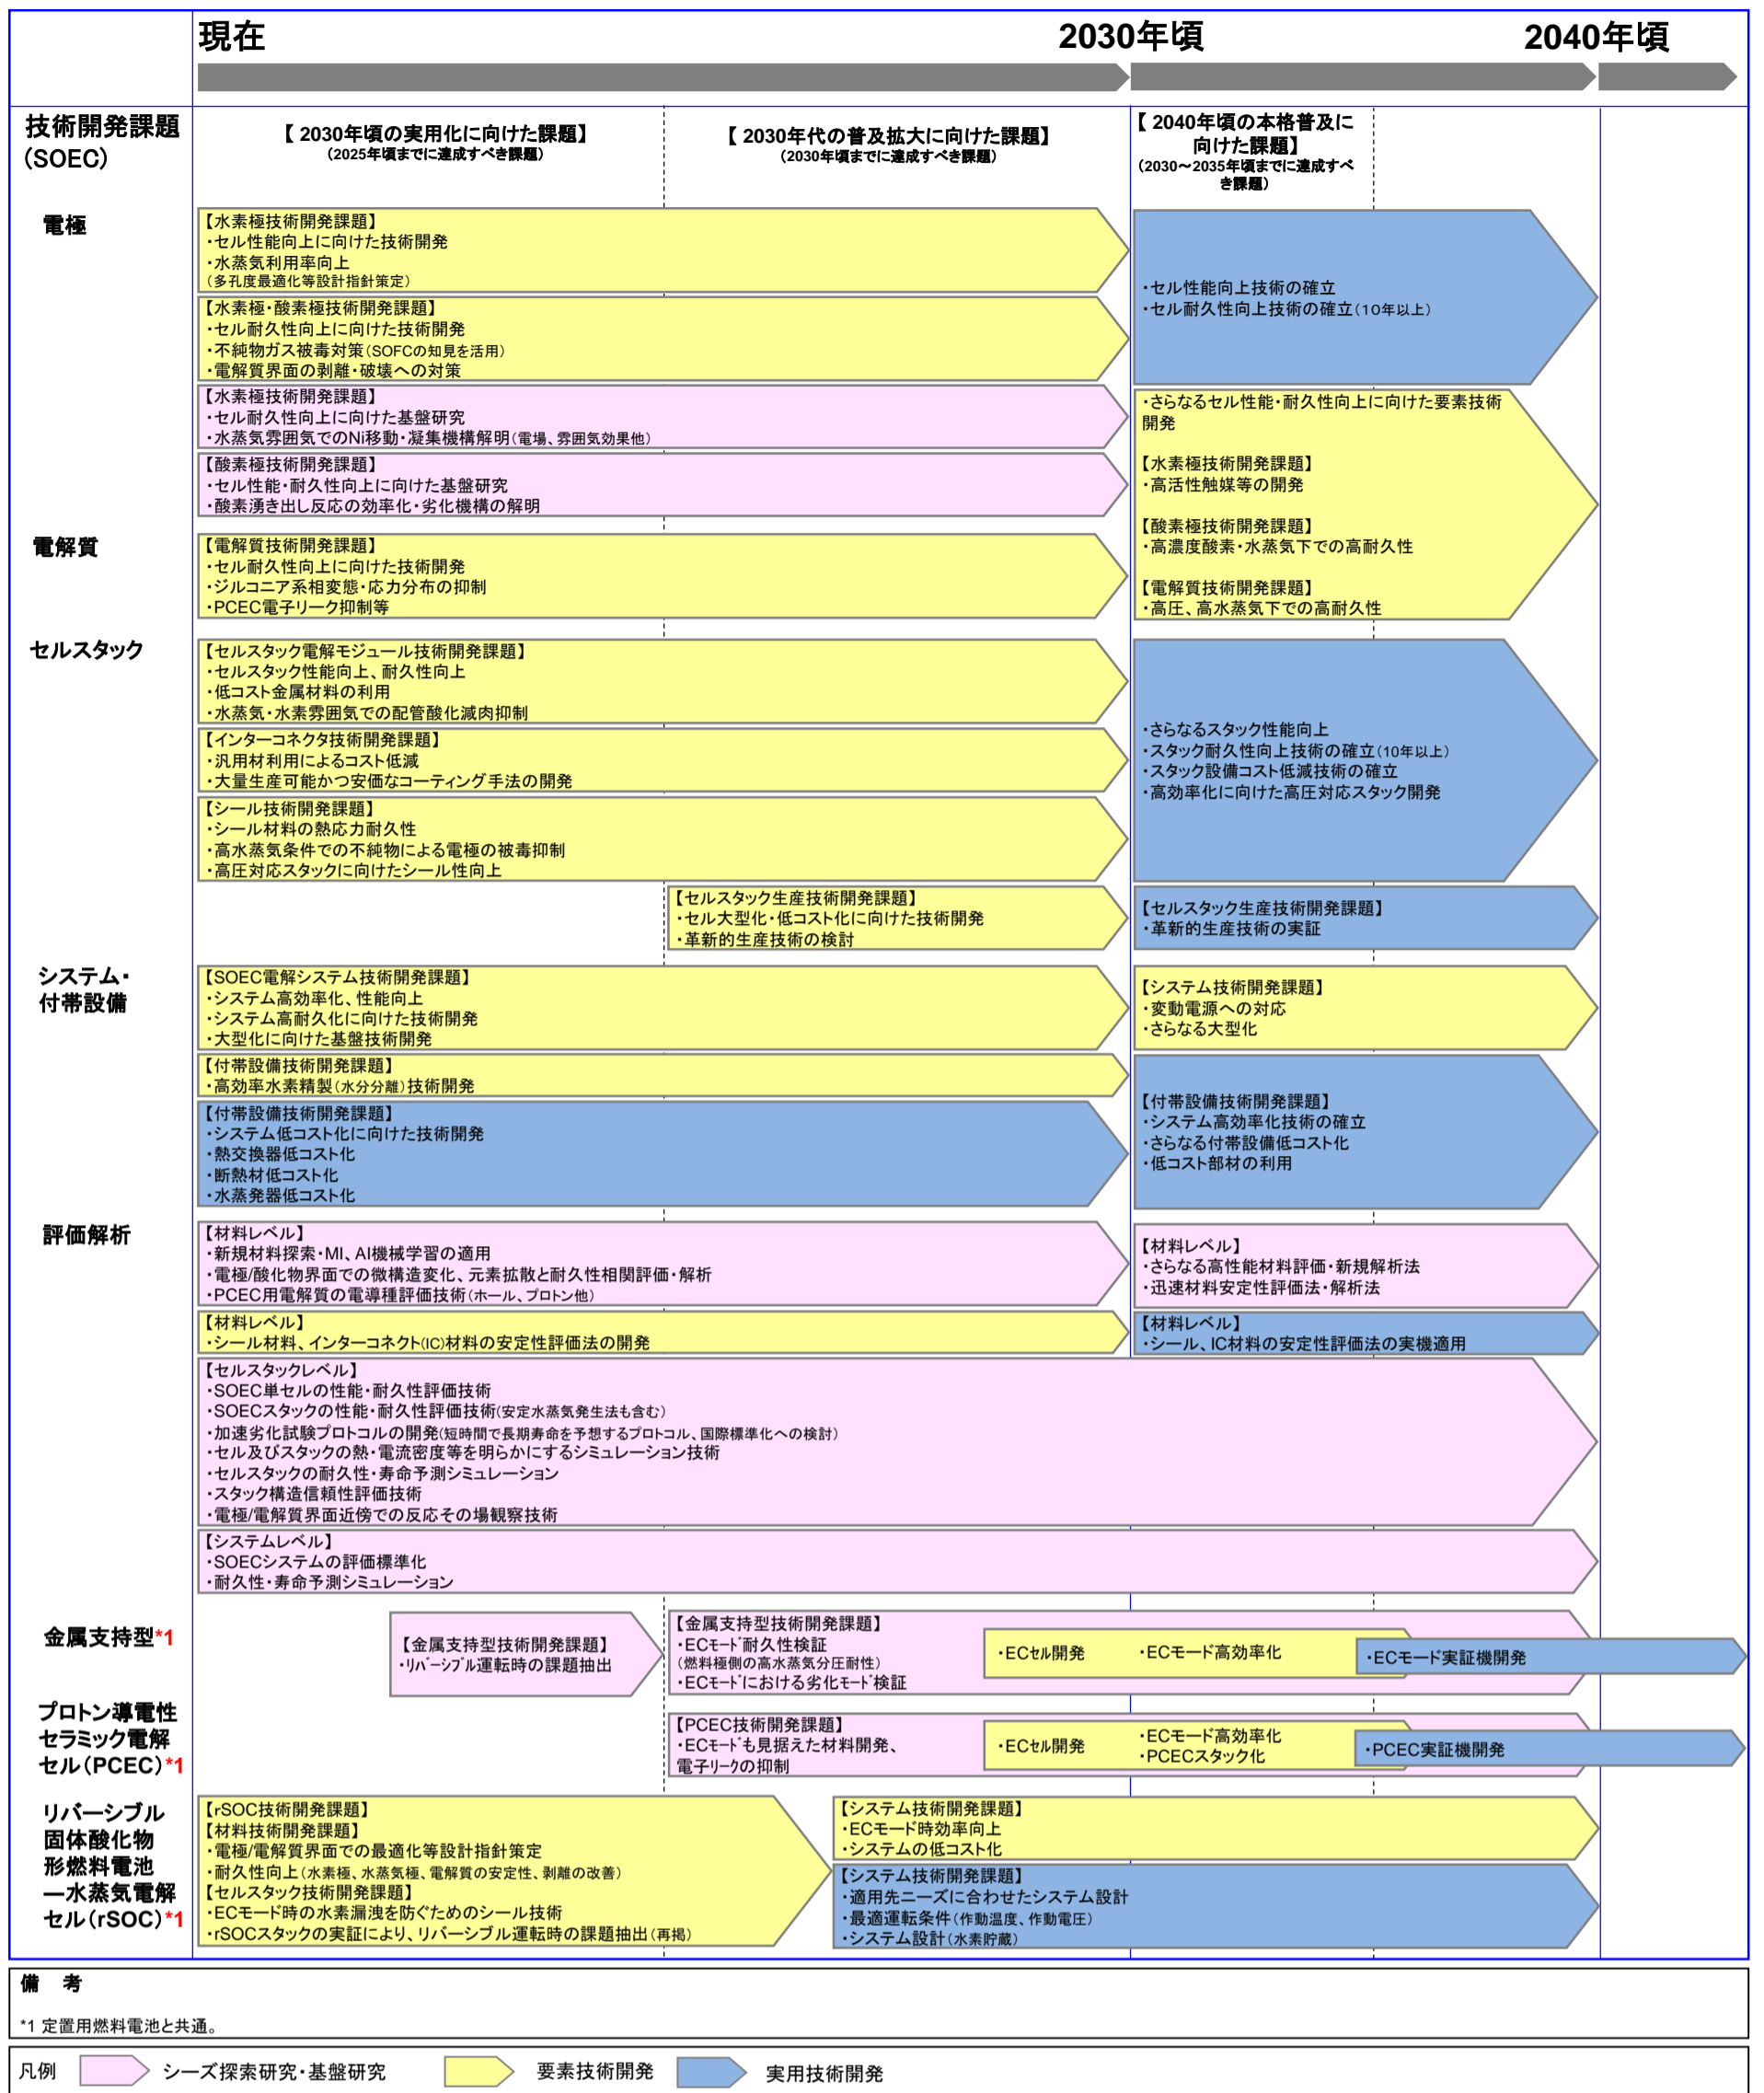 現在
2030年頃
2040年頃
技術開発課題
(SOEC)
【 2030年頃の実用化に向けた課題】
(2025年頃までに達成すべき課題)
【 2030年代の普及拡大に向けた課題】
(2030年頃までに達成すべき課題)
【 2040年頃の本格普及に
向けた課題】
(2030～2035年頃までに達成すべ
き課題)
電極
【水素極技術開発課題】
・セル性能向上に向けた技術開発
・水蒸気利用率向上
(多孔度最適化等設計指針策定)
【水素極・酸素極技術開発課題】
・セル耐久性向上に向けた技術開発
・不純物ガス被毒対策(SOFCの知見を活用)
・電解質界面の剥離・破壊への対策
【水素極技術開発課題】
・セル耐久性向上に向けた基盤研究
・水蒸気雰囲気でのNi移動・凝集機構解明(電場、雰囲気効果他)
【酸素極技術開発課題】
・セル性能・耐久性向上に向けた基盤研究
・酸素湧き出し反応の効率化・劣化機構の解明
・セル性能向上技術の確立
・セル耐久性向上技術の確立(10年以上)
・さらなるセル性能・耐久性向上に向けた要素技術
開発
【水素極技術開発課題】
・高活性触媒等の開発
【酸素極技術開発課題】
・高濃度酸素・水蒸気下での高耐久性
【電解質技術開発課題】
・高圧、高水蒸気下での高耐久性
電解質
【電解質技術開発課題】
・セル耐久性向上に向けた技術開発
・ジルコニア系相変態・応力分布の抑制
・PCEC電子リーク抑制等
セルスタック
【セルスタック電解モジュール技術開発課題】
・セルスタック性能向上、耐久性向上
・低コスト金属材料の利用
・水蒸気・水素雰囲気での配管酸化減肉抑制
【インターコネクタ技術開発課題】
・汎用材利用によるコスト低減
・大量生産可能かつ安価なコーティング手法の開発
【シール技術開発課題】
・シール材料の熱応力耐久性
・高水蒸気条件での不純物による電極の被毒抑制
・高圧対応スタックに向けたシール性向上
・さらなるスタック性能向上
・スタック耐久性向上技術の確立(10年以上)
・スタック設備コスト低減技術の確立
・高効率化に向けた高圧対応スタック開発
【セルスタック生産技術開発課題】
・セル大型化・低コスト化に向けた技術開発
・革新的生産技術の検討
【セルスタック生産技術開発課題】
・革新的生産技術の実証
システム・
付帯設備
【SOEC電解システム技術開発課題】
・システム高効率化、性能向上
・システム高耐久化に向けた技術開発
・大型化に向けた基盤技術開発
【システム技術開発課題】
・変動電源への対応
・さらなる大型化
【付帯設備技術開発課題】
・高効率水素精製(水分分離)技術開発
【付帯設備技術開発課題】
・システム低コスト化に向けた技術開発
・熱交換器低コスト化
・断熱材低コスト化
・水蒸発器低コスト化
【付帯設備技術開発課題】
・システム高効率化技術の確立
・さらなる付帯設備低コスト化
・低コスト部材の利用
評価解析
【材料レベル】
・新規材料探索・MI、AI機械学習の適用
・電極/酸化物界面での微構造変化、元素拡散と耐久性相関評価・解析
・PCEC用電解質の電導種評価技術(ホール、プロトン他)
【材料レベル】
・さらなる高性能材料評価・新規解析法
・迅速材料安定性評価法・解析法
【材料レベル】
・シール材料、インターコネクト(IC)材料の安定性評価法の開発
【材料レベル】
・シール、IC材料の安定性評価法の実機適用
【セルスタックレベル】
・SOEC単セルの性能・耐久性評価技術
・SOECスタックの性能・耐久性評価技術(安定水蒸気発生法も含む)
・加速劣化試験プロトコルの開発(短時間で長期寿命を予想するプロトコル、国際標準化への検討)
・セル及びスタックの熱・電流密度等を明らかにするシミュレーション技術
・セルスタックの耐久性・寿命予測シミュレーション
・スタック構造信頼性評価技術
・電極/電解質界面近傍での反応その場観察技術
【システムレベル】
・SOECシステムの評価標準化
・耐久性・寿命予測シミュレーション
金属支持型*1
【金属支持型技術開発課題】
・ﾘﾊﾞｰｼﾌﾞﾙ運転時の課題抽出
【金属支持型技術開発課題】
・ECﾓｰﾄﾞ耐久性検証
(燃料極側の高水蒸気分圧耐性)
・ECﾓｰﾄﾞにおける劣化ﾓｰﾄﾞ検証
・ECｾﾙ開発
・ECモード高効率化
・ECモード実証機開発
プロトン導電性
セラミック電解
セル(PCEC)*1
【PCEC技術開発課題】
・ECﾓｰﾄﾞも見据えた材料開発、
電子ﾘｰｸの抑制
・ECｾﾙ開発
・ECモード高効率化
・PCECスタック化
・PCEC実証機開発
リバーシブル
固体酸化物
形燃料電池
―水蒸気電解
セル(rSOC)*1
【rSOC技術開発課題】
【材料技術開発課題】
・電極/電解質界面での最適化等設計指針策定
・耐久性向上(水素極、水蒸気極、電解質の安定性、剥離の改善)
【セルスタック技術開発課題】
・ECモード時の水素漏洩を防ぐためのシール技術
・rSOCスタックの実証により、リバーシブル運転時の課題抽出(再掲)
【システム技術開発課題】
・ECモード時効率向上
・システムの低コスト化
【システム技術開発課題】
・適用先ニーズに合わせたシステム設計
・最適運転条件(作動温度、作動電圧)
・システム設計(水素貯蔵)
備　考
*1 定置用燃料電池と共通。
凡例
シーズ探索研究・基盤研究
要素技術開発
実用技術開発